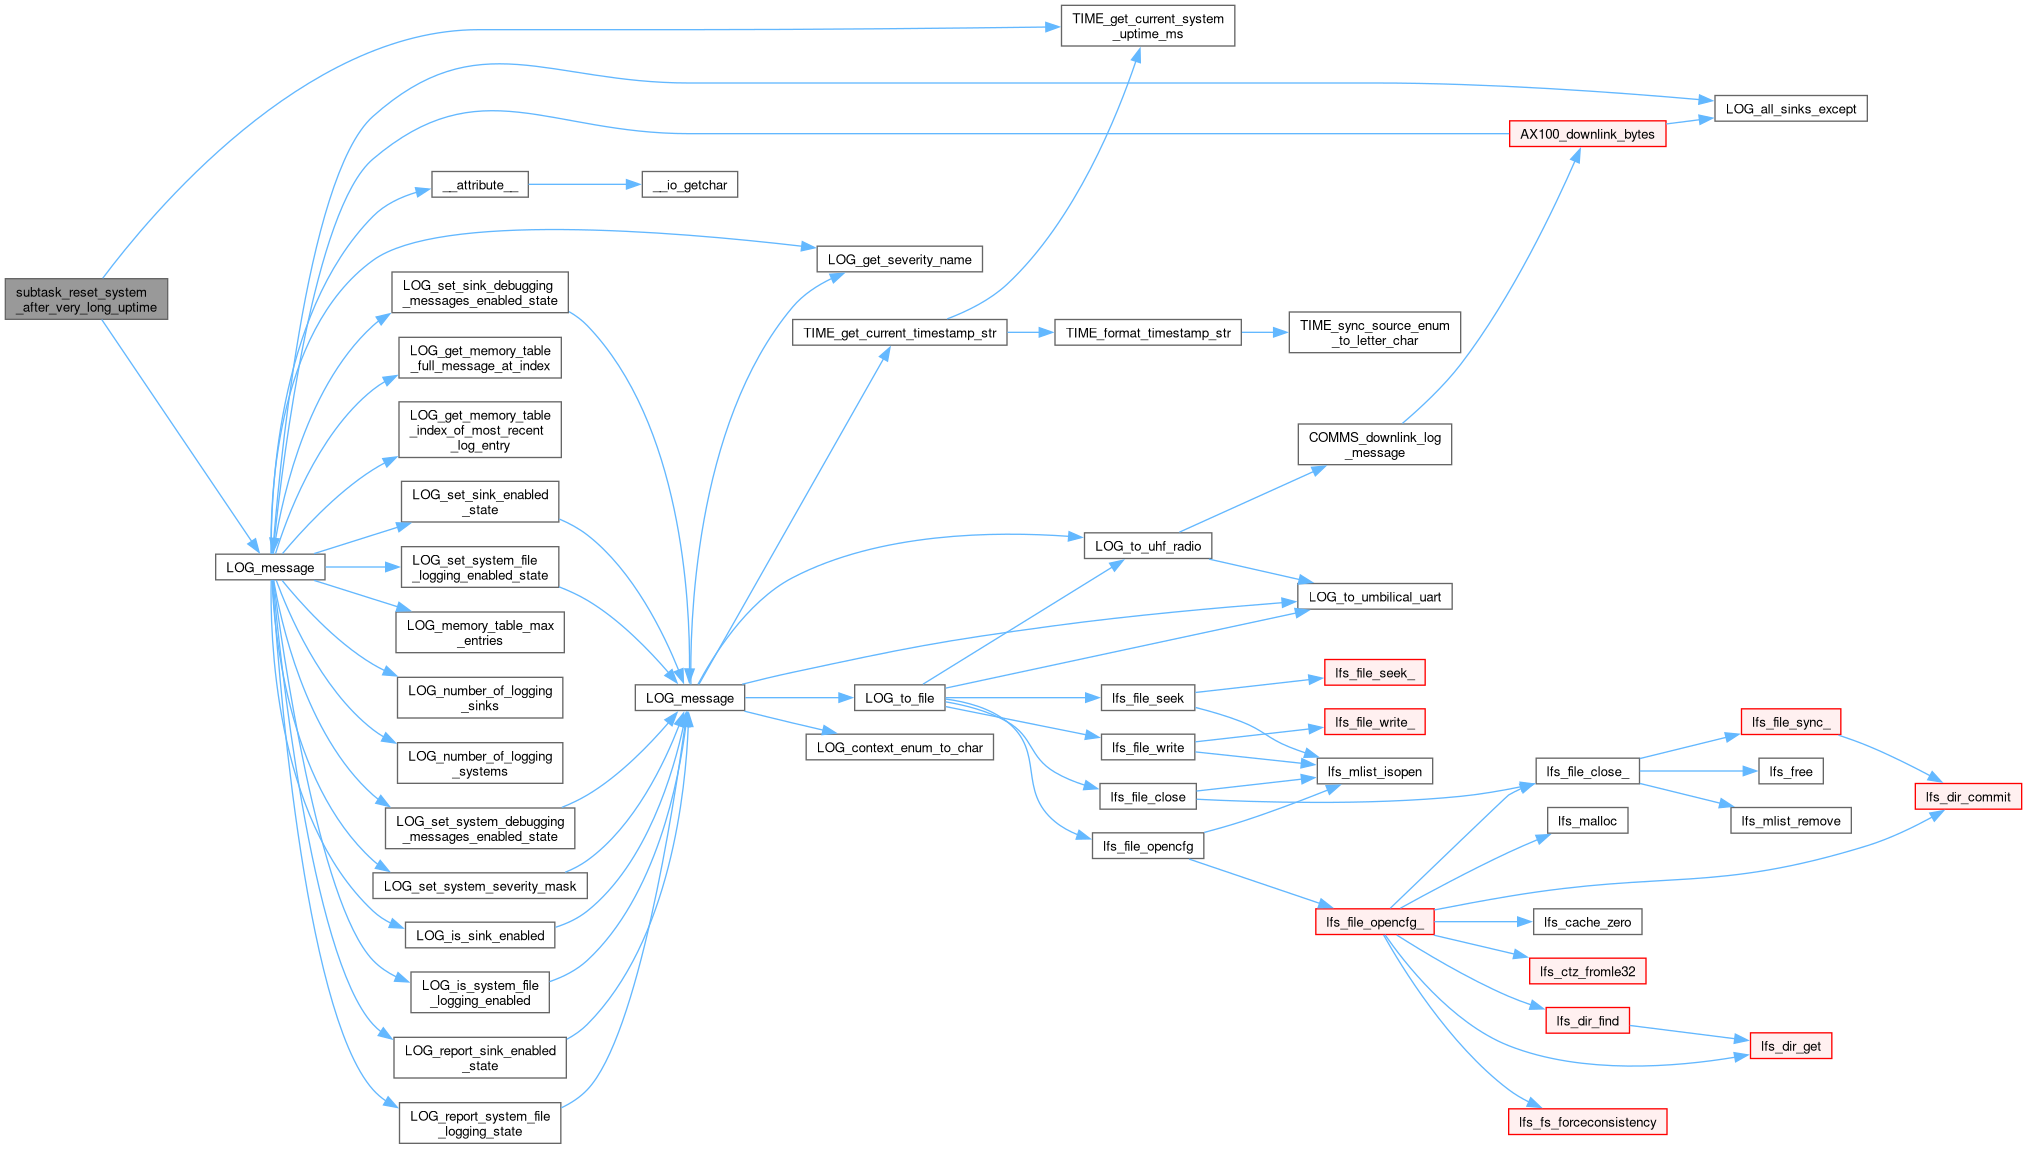 subtask_reset_system
_after_very_long_uptime
TIME_get_current_system
_uptime_ms
LOG_all_sinks_except
AX100_downlink_bytes
__attribute__
__io_getchar
LOG_get_severity_name
LOG_set_sink_debugging
_messages_enabled_state
TIME_get_current_timestamp_str
TIME_format_timestamp_str
TIME_sync_source_enum
_to_letter_char
LOG_get_memory_table
_full_message_at_index
LOG_get_memory_table
_index_of_most_recent
_log_entry
COMMS_downlink_log
_message
LOG_set_sink_enabled
_state
LOG_message
LOG_set_system_file
_logging_enabled_state
LOG_to_uhf_radio
LOG_to_umbilical_uart
LOG_memory_table_max
_entries
LOG_number_of_logging
_sinks
LOG_message
LOG_to_file
lfs_file_seek
lfs_file_seek_
LOG_number_of_logging
_systems
LOG_context_enum_to_char
lfs_file_write
lfs_file_write_
lfs_mlist_isopen
lfs_file_close
lfs_file_close_
lfs_file_sync_
lfs_free
lfs_mlist_remove
lfs_dir_commit
LOG_set_system_debugging
_messages_enabled_state
lfs_file_opencfg
lfs_malloc
LOG_set_system_severity_mask
lfs_file_opencfg_
lfs_cache_zero
LOG_is_sink_enabled
lfs_ctz_fromle32
LOG_is_system_file
_logging_enabled
lfs_dir_find
lfs_dir_get
LOG_report_sink_enabled
_state
LOG_report_system_file
_logging_state
lfs_fs_forceconsistency